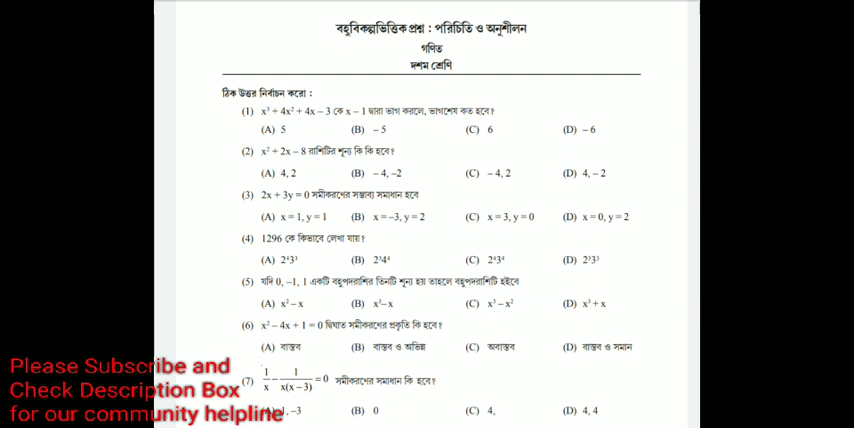 বহুবিকল্পভিত্তিক প্রশ্ন : পরিচিতি ও অনুশীলন
গণিত
দশম শ্রেণি
ঠিক উত্তর নির্বাচন করো :
(1) x³ + 4x² + 4x – 3 কে x – 1 দ্বারা ভাগ করলে, ভাগশেষ কত হবে?
(A) 5 (B) – 5 (C) 6 (D) – 6
(2) x² + 2x – 8 রাশিটির শূন্য কি কি হবে?
(A) 4, 2 (B) – 4, –2 (C) – 4, 2 (D) 4, – 2
(3) 2x + 3y = 0 সমীকরণের সম্ভাব্য সমাধান হবে
(A) x = 1, y = 1 (B) x = –3, y = 2 (C) x = 3, y = 0 (D) x = 0, y = 2
(4) 1296 কে কিভাবে লেখা যায়?
(A) 2⁴3³ (B) 2³4⁴ (C) 2⁴3⁴ (D) 2³3³
(5) যদি 0, –1, 1 একটি বহুপদরাশির তিনটি শূন্য হয় তাহলে বহুপদরাশিটি হইবে
(A) x² – x (B) x³– x (C) x³ – x² (D) x³ + x
(6) x² – 4x + 1 = 0 দ্বিঘাত সমীকরণের প্রকৃতি কি হবে?
(A) বাস্তব (B) বাস্তব ও অভিন্ন (C) অবাস্তব (D) বাস্তব ও সমান
(7) 1/x – 1/x(x – 3) = 0 সমীকরণের সমাধান কি হবে?
(A) 1, –3 (B) 0 (C) 4, (D) 4, 4
Please Subscribe and
Check Description Box
for our community helpline